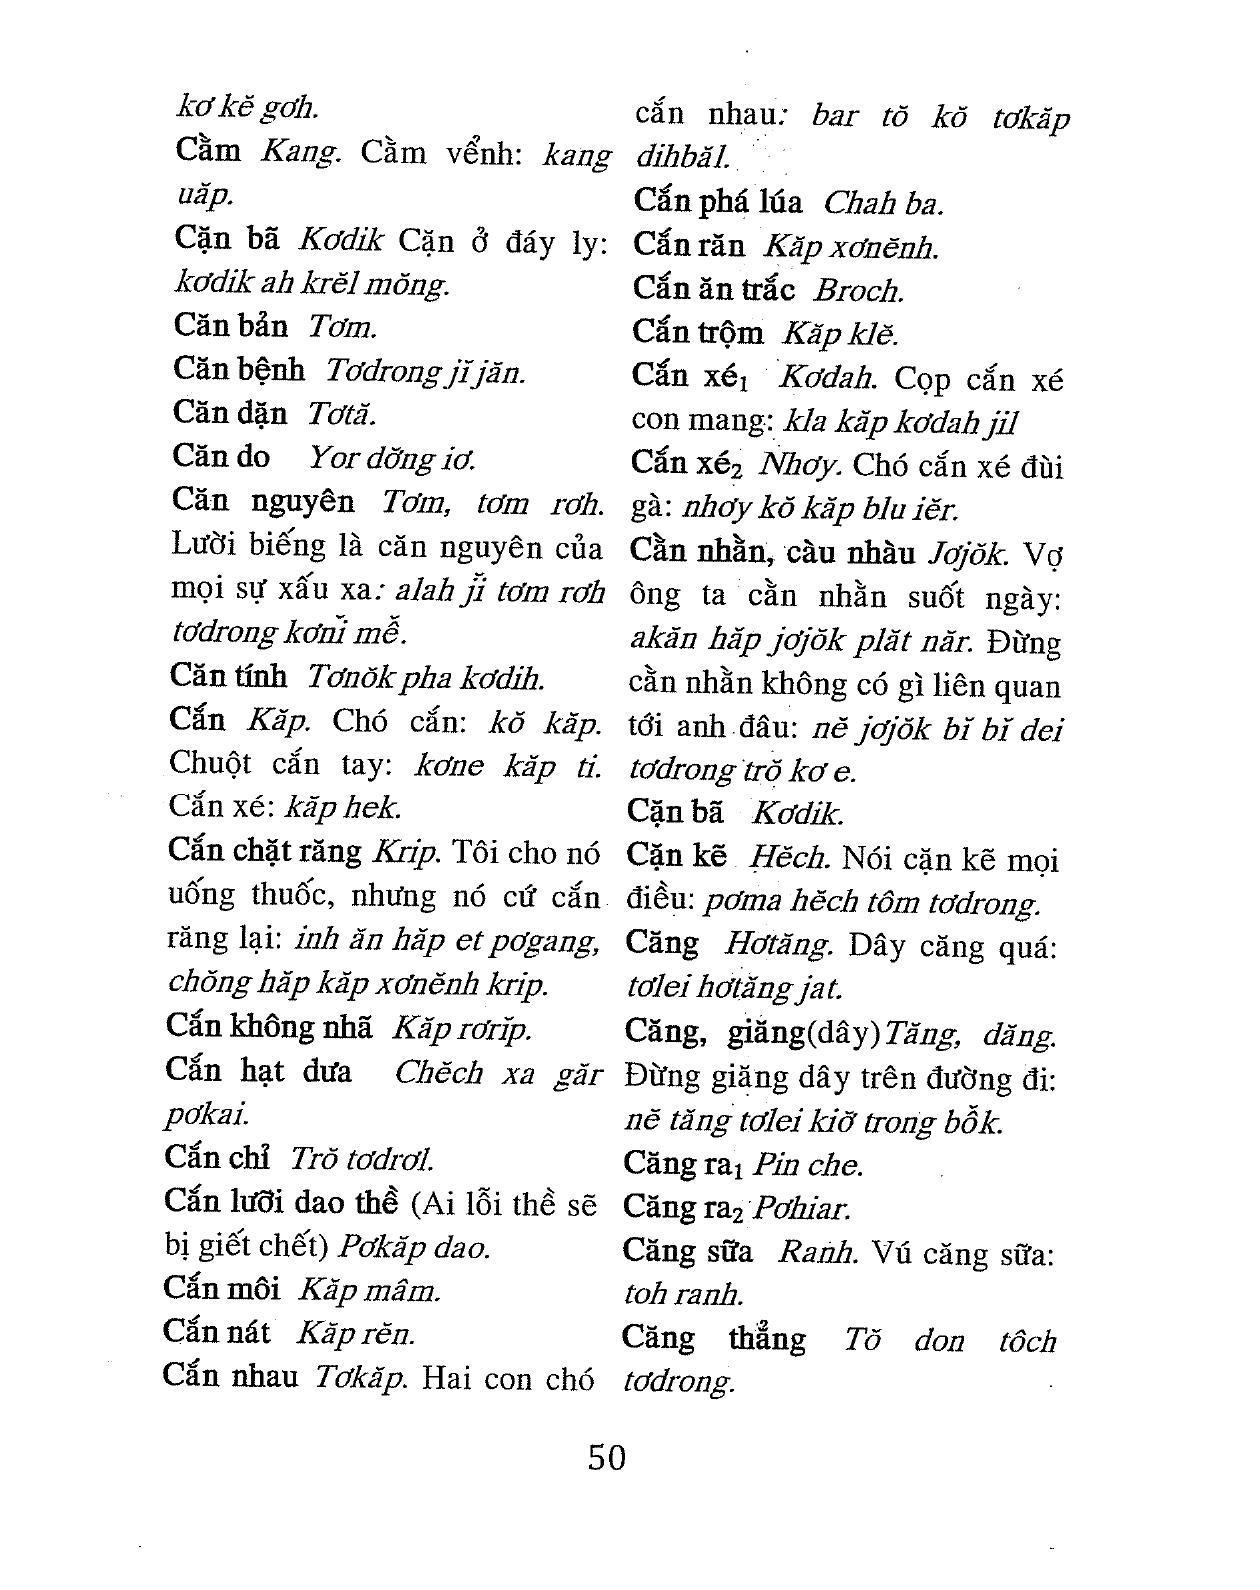 kơ kĕ gơh.
Cằm Kang. Cằm vểnh: kang
uăp.
Cặn bã Kơdik Cặn ở đáy ly:
kơdik ah krĕl mŏng.
Căn bản Tơm.
Căn bệnh Tơdrong jĭ jăn.
Căn dặn Tơtă.
Căn do Yor dơ̆ng iơ.
Căn nguyên Tơm, tơm rơh.
Lười biếng là căn nguyên của
mọi sự xấu xa: alah jĭ̆ tơm rơh
tơdrong kơnĭ̆ mê̆.
Căn tính Tơnŏk pha kơdih.
Cắn Kăp. Chó cắn: kŏ kăp.
Chuột cắn tay: kơne kăp ti.
Cắn xé: kăp hek.
Cắn chặt răng Krip. Tôi cho nó
uống thuốc, nhưng nó cứ cắn
răng lại: inh ăn hăp et pơgang,
chŏng hăp kăp xơnĕnh krip.
Cắn không nhã Kăp rơrĭp.
Cắn hạt dưa Chĕch xa găr
pơkai.
Cắn chỉ Trŏ tơdrơl.
Cắn lưỡi dao thề (Ai lỗi thề sẽ
bị giết chết) Pơkăp dao.
Cắn môi Kăp mâm.
Cắn nát Kăp rĕn.
Cắn nhau Tơkăp. Hai con chó
cắn nhau: bar tŏ kŏ tơkăp
dihbăl.
Cắn phá lúa Chah ba.
Cắn răn Kăp xơnĕnh.
Cắn ăn trắc Broch.
Cắn trộm Kăp klĕ.
Cắn xé₁ Kơdah. Cọp cắn xé
con mang: kla kăp kơdah jil
Cắn xé₂ Nhơy. Chó cắn xé đùi
gà: nhơy kŏ kăp blu iĕr.
Cằn nhằn, càu nhàu Jơjŏk. Vợ
ông ta cằn nhằn suốt ngày:
akăn hăp jơjŏk plăt năr. Đừng
cằn nhằn không có gì liên quan
tới anh đâu: nĕ jơjŏk bĭ bĭ dei
tơdrong trŏ kơ e.
Cặn bã Kơdik.
Cặn kẽ Hĕch. Nói cặn kẽ mọi
điều: pơma hĕch tôm tơdrong.
Căng Hơtăng. Dây căng quá:
tơlei hơtăng jat.
Căng, giăng(dây) Tăng, dăng.
Đừng giặng dây trên đường đi:
nĕ tăng tơlei kiơ̆ trong bô̆k.
Căng ra₁ Pin che.
Căng ra₂ Pơhiar.
Căng sữa Ranh. Vú căng sữa:
toh ranh.
Căng thẳng Tŏ don tôch
tơdrong.
50